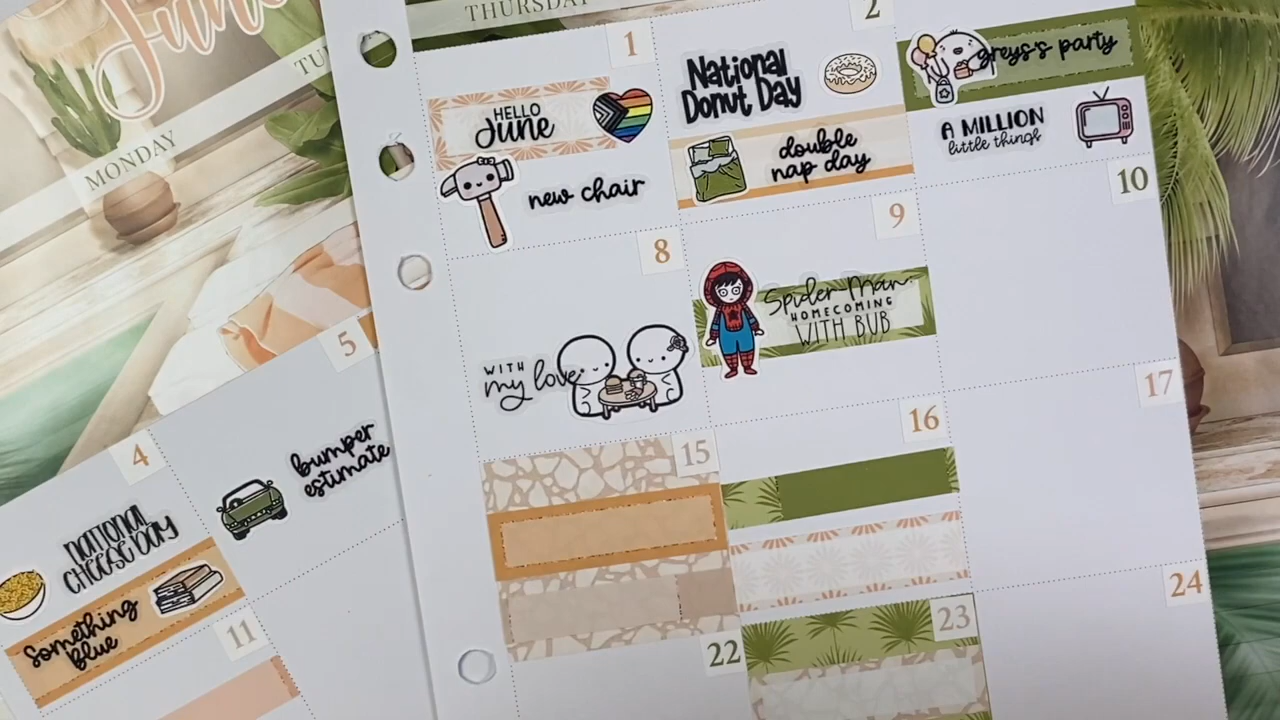 June
MONDAY
TU
THURSDAY
1
HELLO
June
new chair
2
National
Donut Day
double
nap day
greys's party
A MILLION
little things
4
NATIONAL
CHEESE DAY
Something
Blue
5
bumper
estimate
8
WITH
my love
9
Spider-Man:
HOMECOMING
WITH BUB
10
11
15
16
17
22
23
24